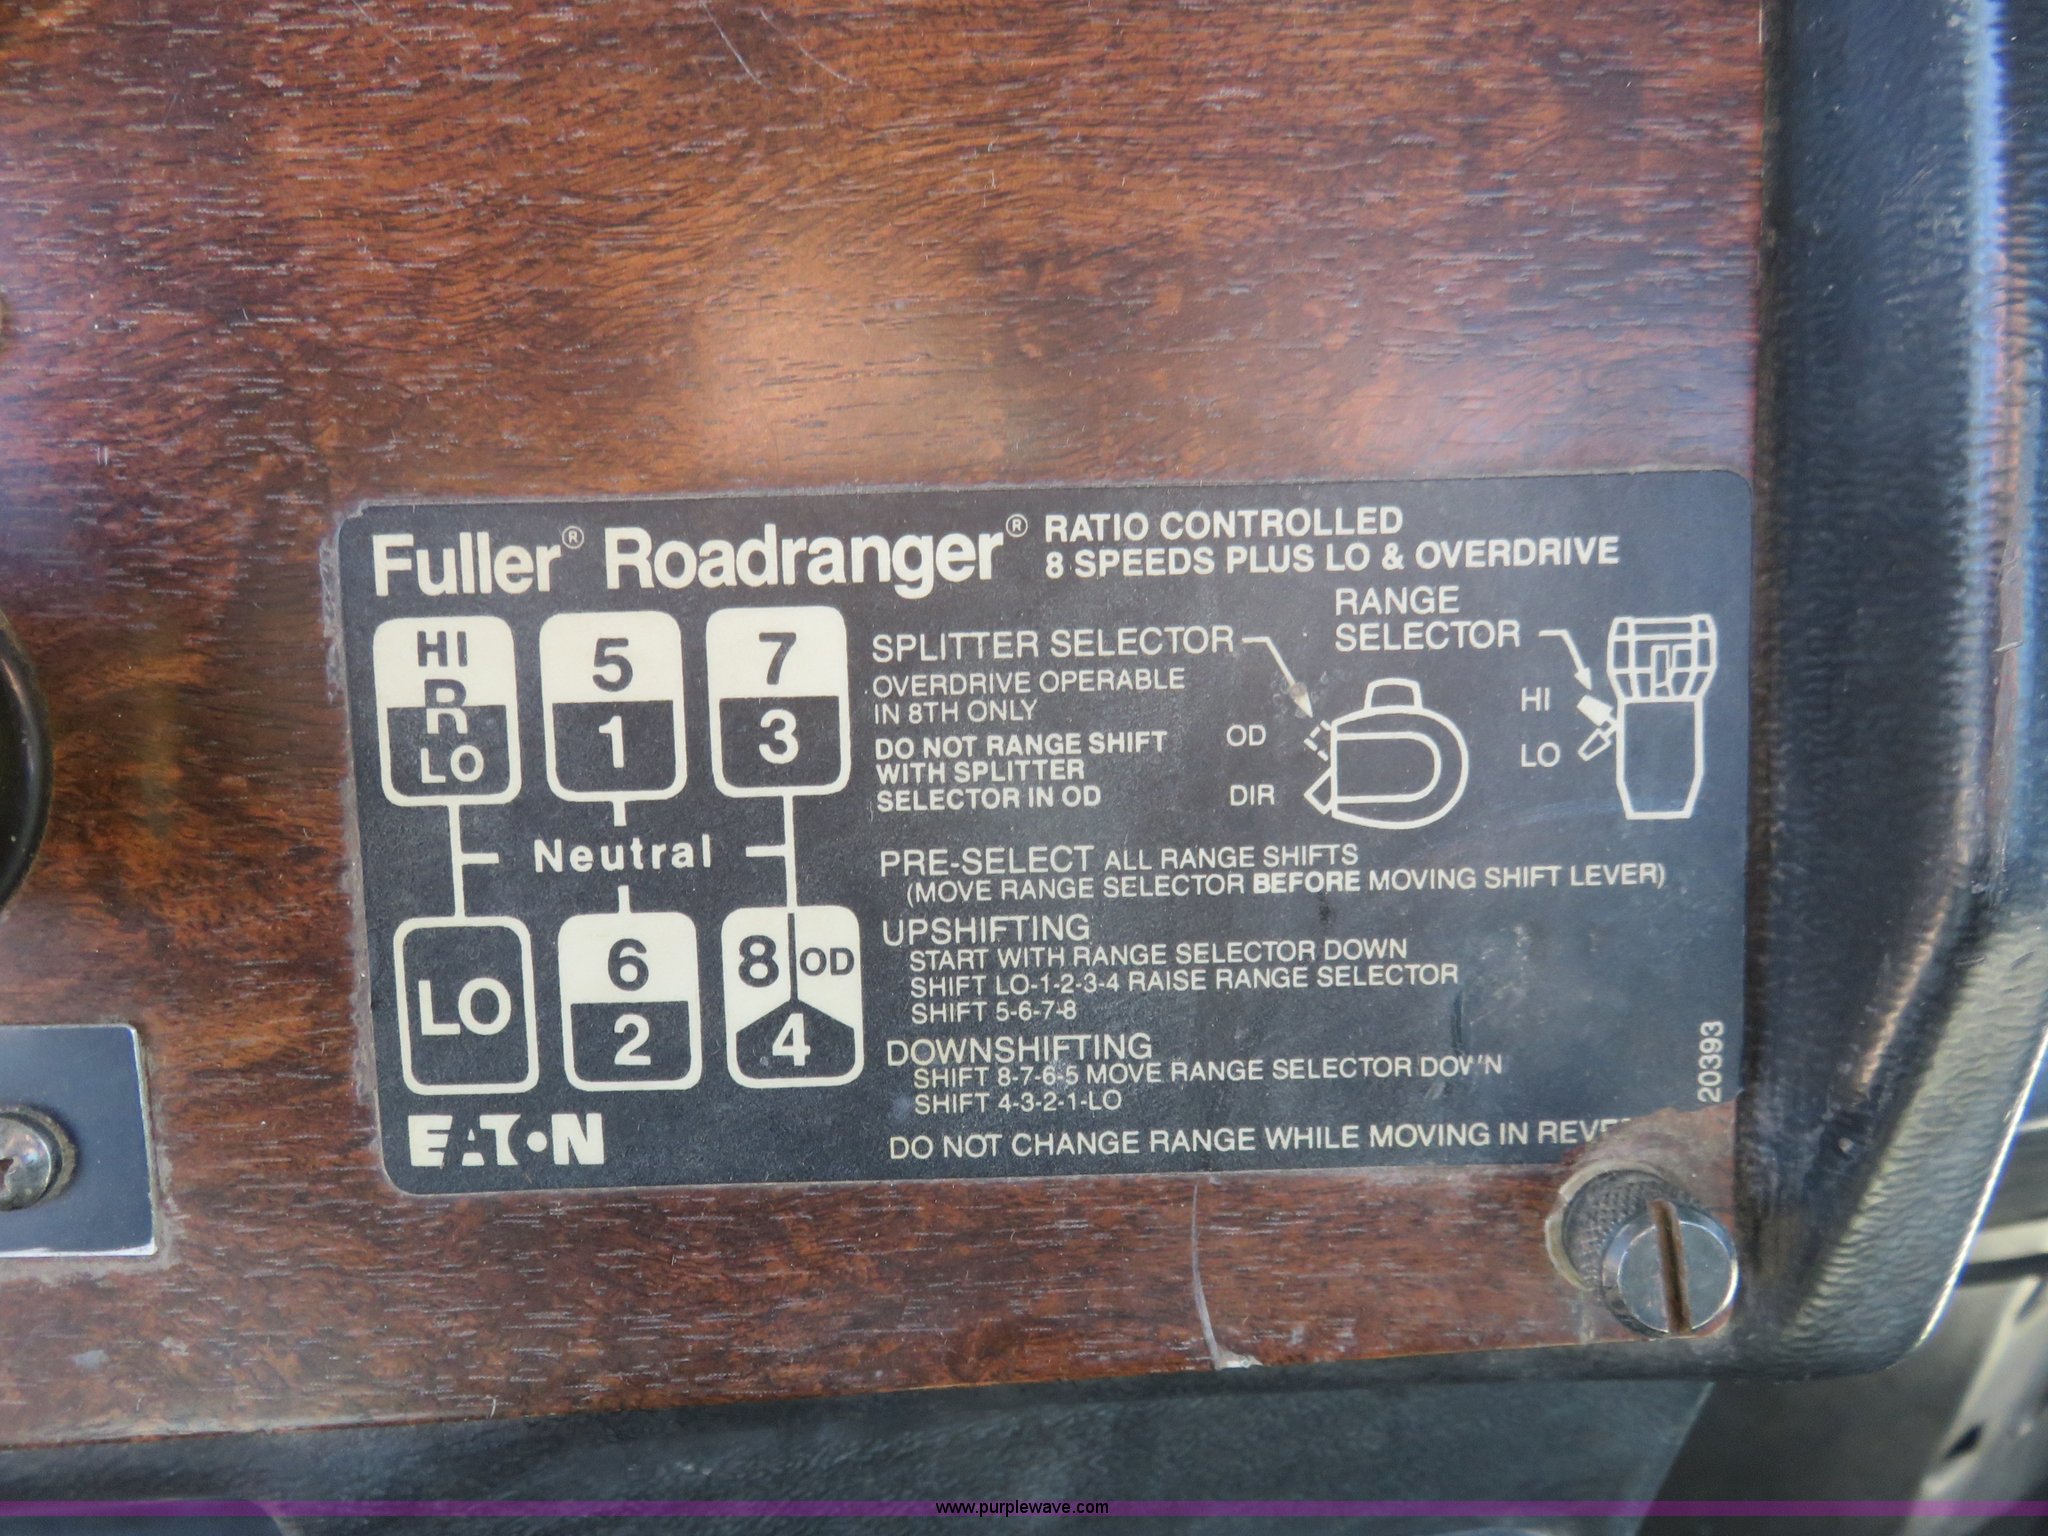 Fuller® Roadranger® RATIO CONTROLLED
8 SPEEDS PLUS LO & OVERDRIVE
HI
R
LO
5
1
7
3
Neutral
LO
6
2
8 OD
4
SPLITTER SELECTOR
OVERDRIVE OPERABLE
IN 8TH ONLY
DO NOT RANGE SHIFT
WITH SPLITTER
SELECTOR IN OD
OD
DIR
RANGE
SELECTOR
HI
LO
PRE-SELECT ALL RANGE SHIFTS
(MOVE RANGE SELECTOR BEFORE MOVING SHIFT LEVER)
UPSHIFTING
START WITH RANGE SELECTOR DOWN
SHIFT LO-1-2-3-4 RAISE RANGE SELECTOR
SHIFT 5-6-7-8
DOWNSHIFTING
SHIFT 8-7-6-5 MOVE RANGE SELECTOR DOWN
SHIFT 4-3-2-1-LO
DO NOT CHANGE RANGE WHILE MOVING IN
EATON
20393
www.purplewave.com